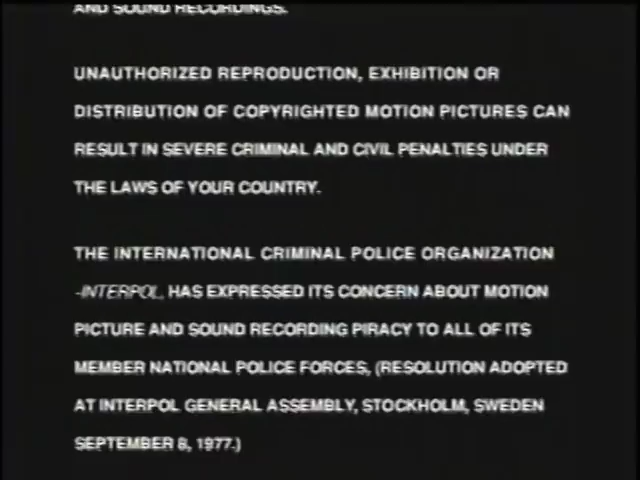 AND SOUND RECORDINGS.
UNAUTHORIZED REPRODUCTION, EXHIBITION OR
DISTRIBUTION OF COPYRIGHTED MOTION PICTURES CAN
RESULT IN SEVERE CRIMINAL AND CIVIL PENALTIES UNDER
THE LAWS OF YOUR COUNTRY.
THE INTERNATIONAL CRIMINAL POLICE ORGANIZATION
-INTERPOL, HAS EXPRESSED ITS CONCERN ABOUT MOTION
PICTURE AND SOUND RECORDING PIRACY TO ALL OF ITS
MEMBER NATIONAL POLICE FORCES, (RESOLUTION ADOPTED
AT INTERPOL GENERAL ASSEMBLY, STOCKHOLM, SWEDEN
SEPTEMBER 8, 1977.)